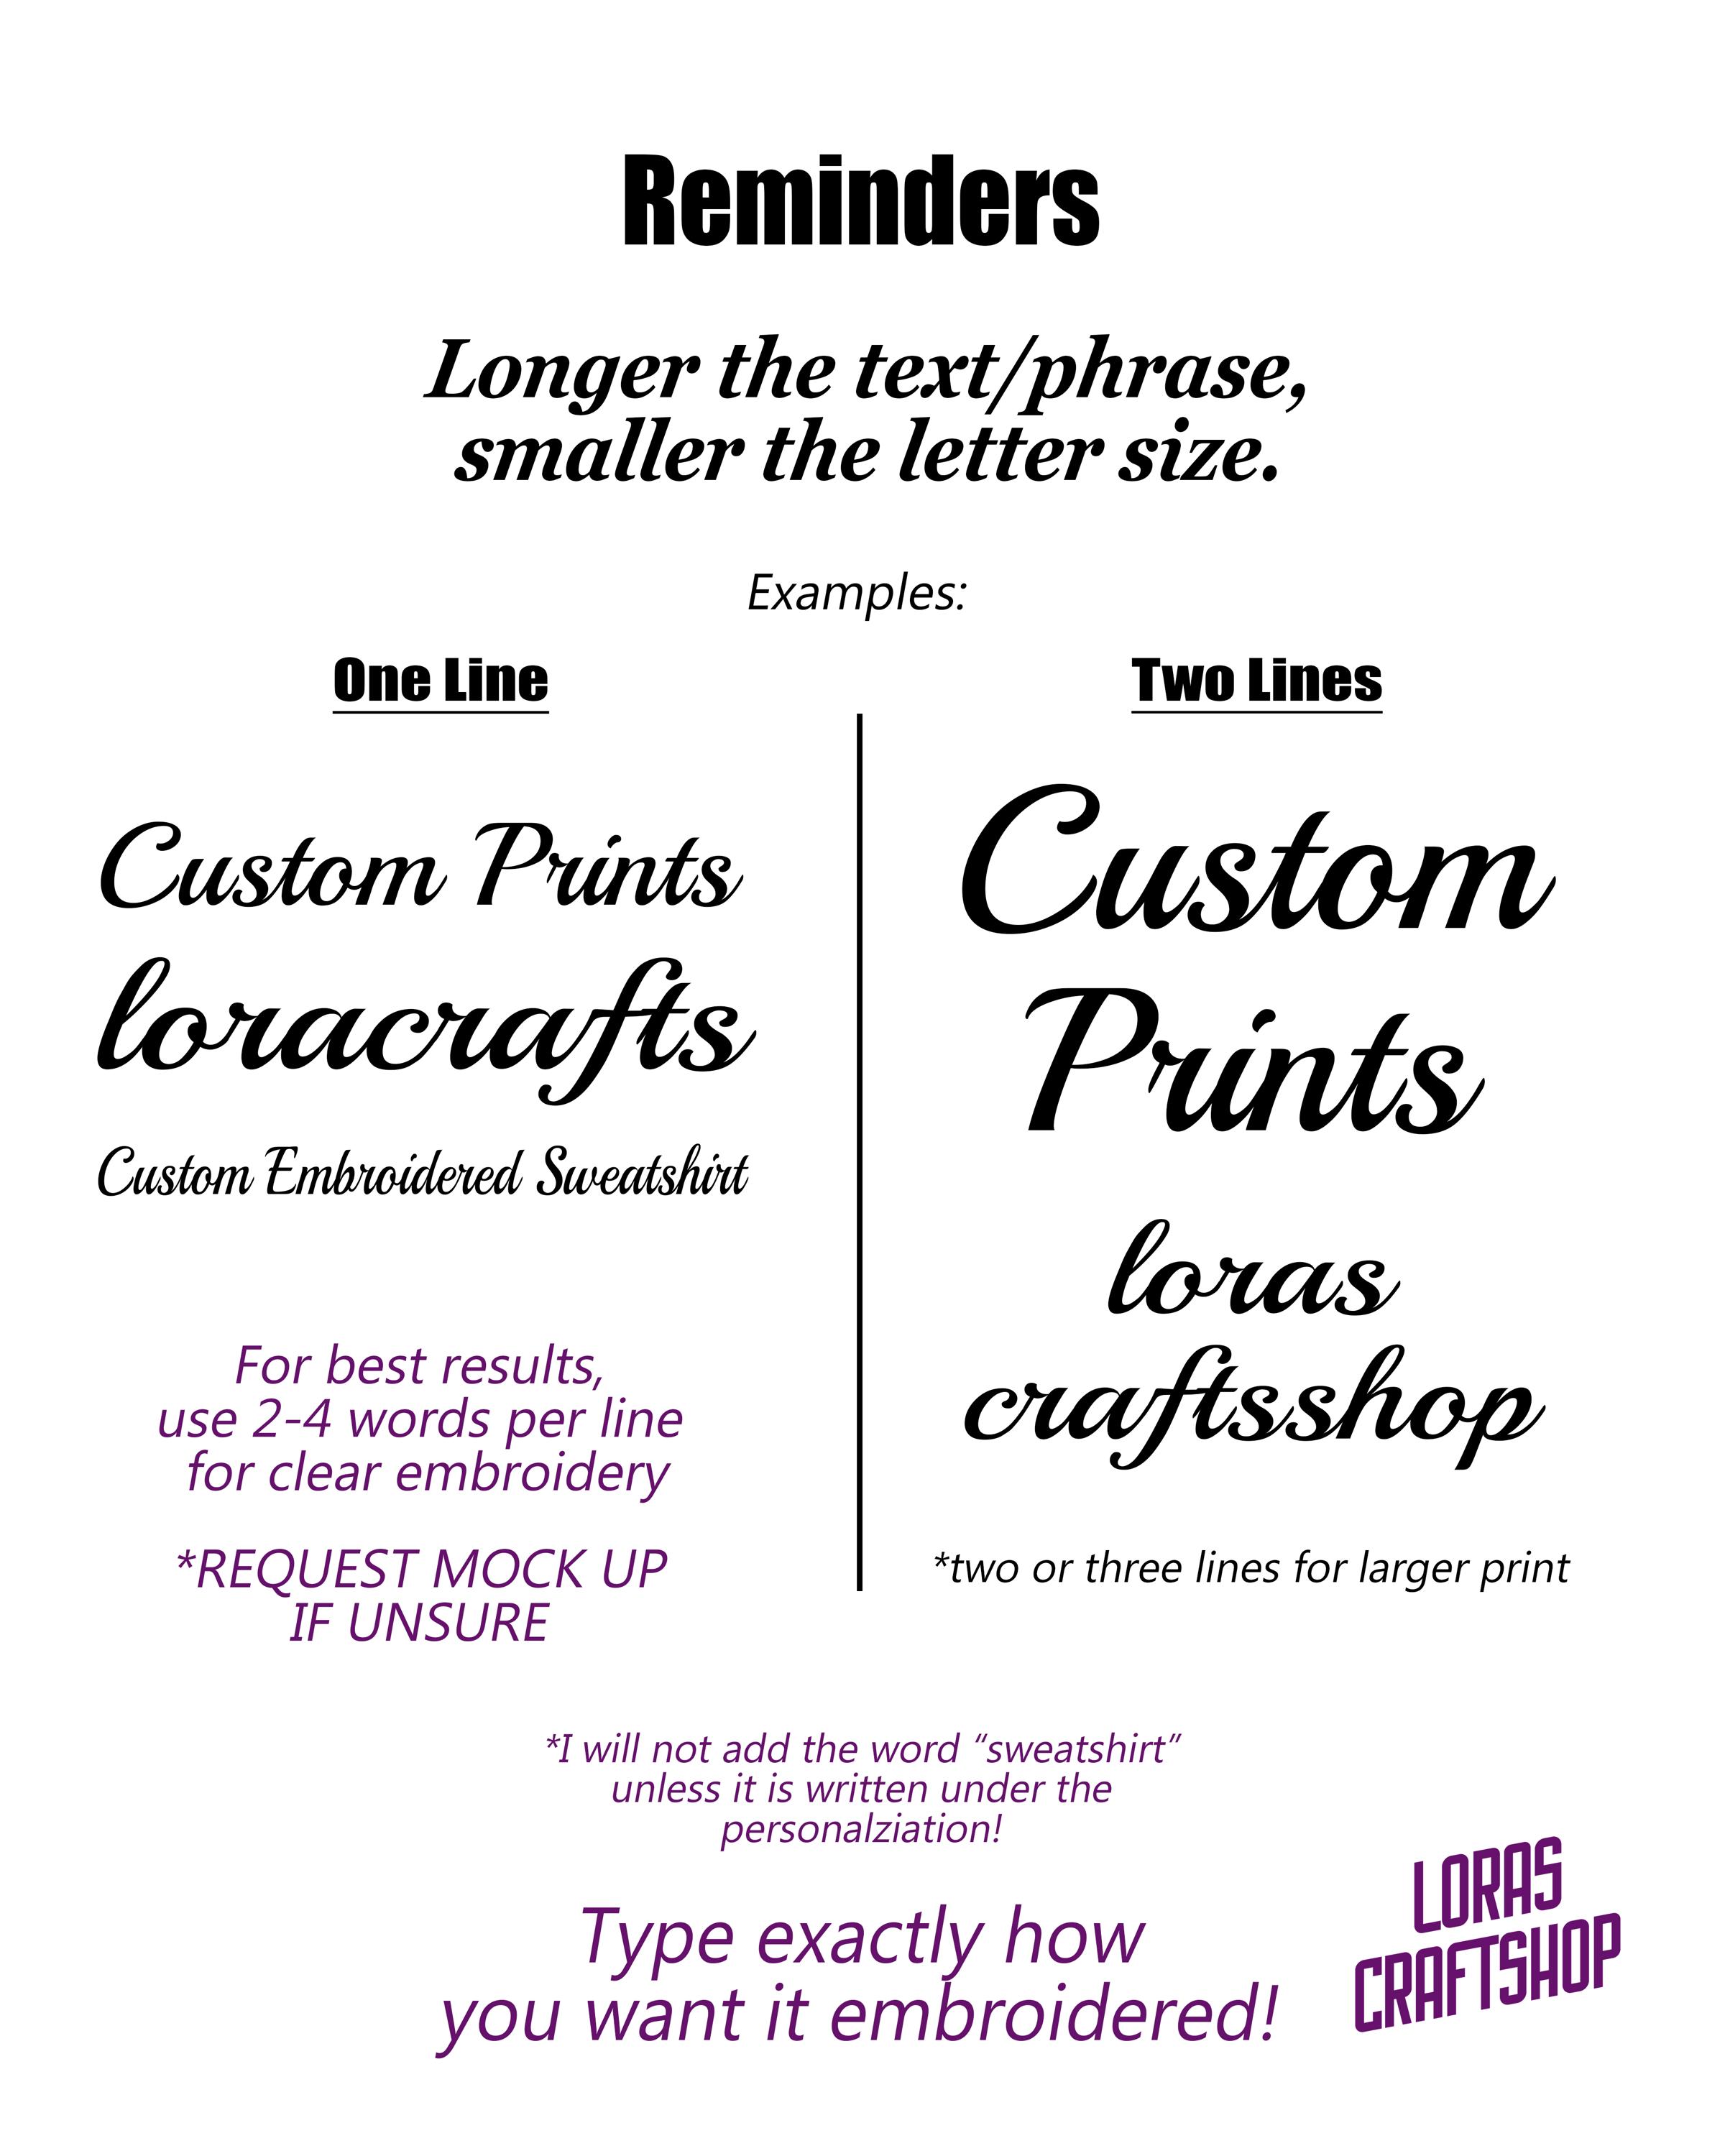 Reminders
Longer the text/phrase,
smaller the letter size.
Examples:
One Line
Custom Prints
loracrafts
Custom Embroidered Sweatshirt
For best results,
use 2-4 words per line
for clear embroidery
*REQUEST MOCK UP
IF UNSURE
Two Lines
Custom
Prints
loras
craftsshop
*two or three lines for larger print
*I will not add the word “sweatshirt”
unless it is written under the
personalziation!
Type exactly how
you want it embroidered!
LORAS
CRAFTSHOP